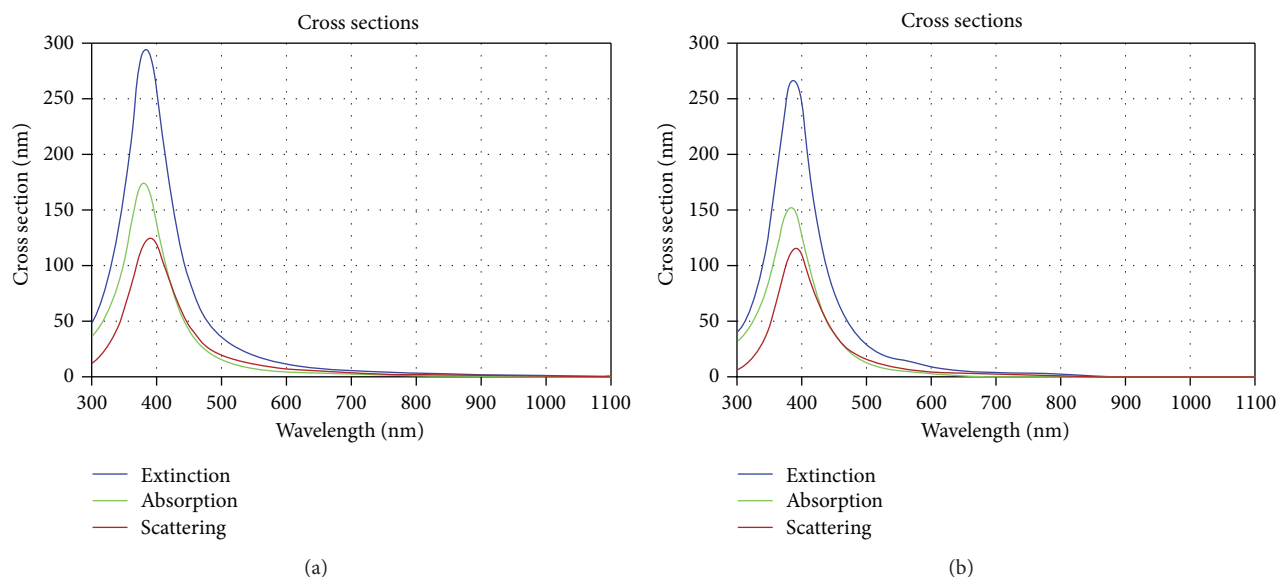 Cross sections
300
250
200
150
100
50
0
Cross section (nm)
300 400 500 600 700 800 900 1000 1100
Wavelength (nm)
Extinction
Absorption
Scattering
(a)
Cross sections
300
250
200
150
100
50
0
Cross section (nm)
300 400 500 600 700 800 900 1000 1100
Wavelength (nm)
Extinction
Absorption
Scattering
(b)